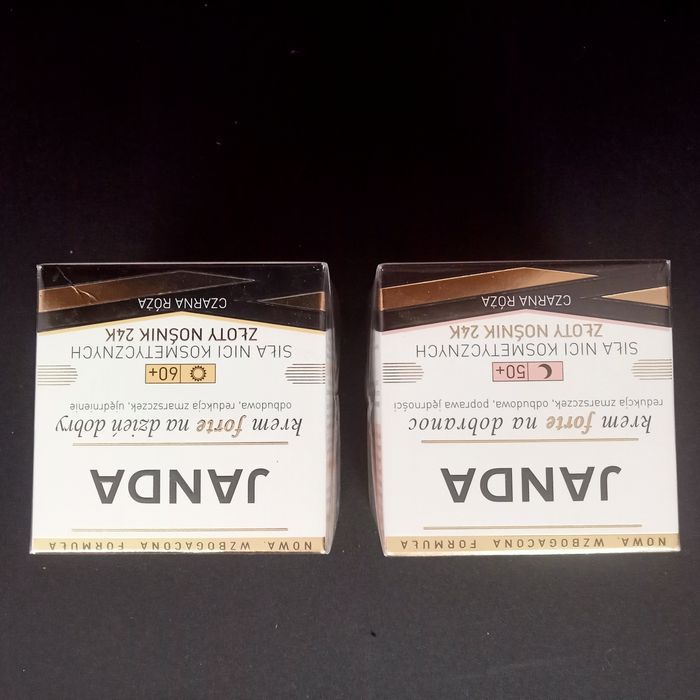 NOWA, WZBOGACONA FORMUŁA
JANDA
krem forte na dzień dobry
odbudowa, redukcja zmarszczek, ujędrnienie
60+
SIŁA NICI KOSMETYCZNYCH
ZŁOTY NOŚNIK 24K
CZARNA RÓŻA
NOWA, WZBOGACONA FORMUŁA
JANDA
krem forte na dobranoc
redukcja zmarszczek, odbudowa, poprawa jędrności
50+
SIŁA NICI KOSMETYCZNYCH
ZŁOTY NOŚNIK 24K
CZARNA RÓŻA